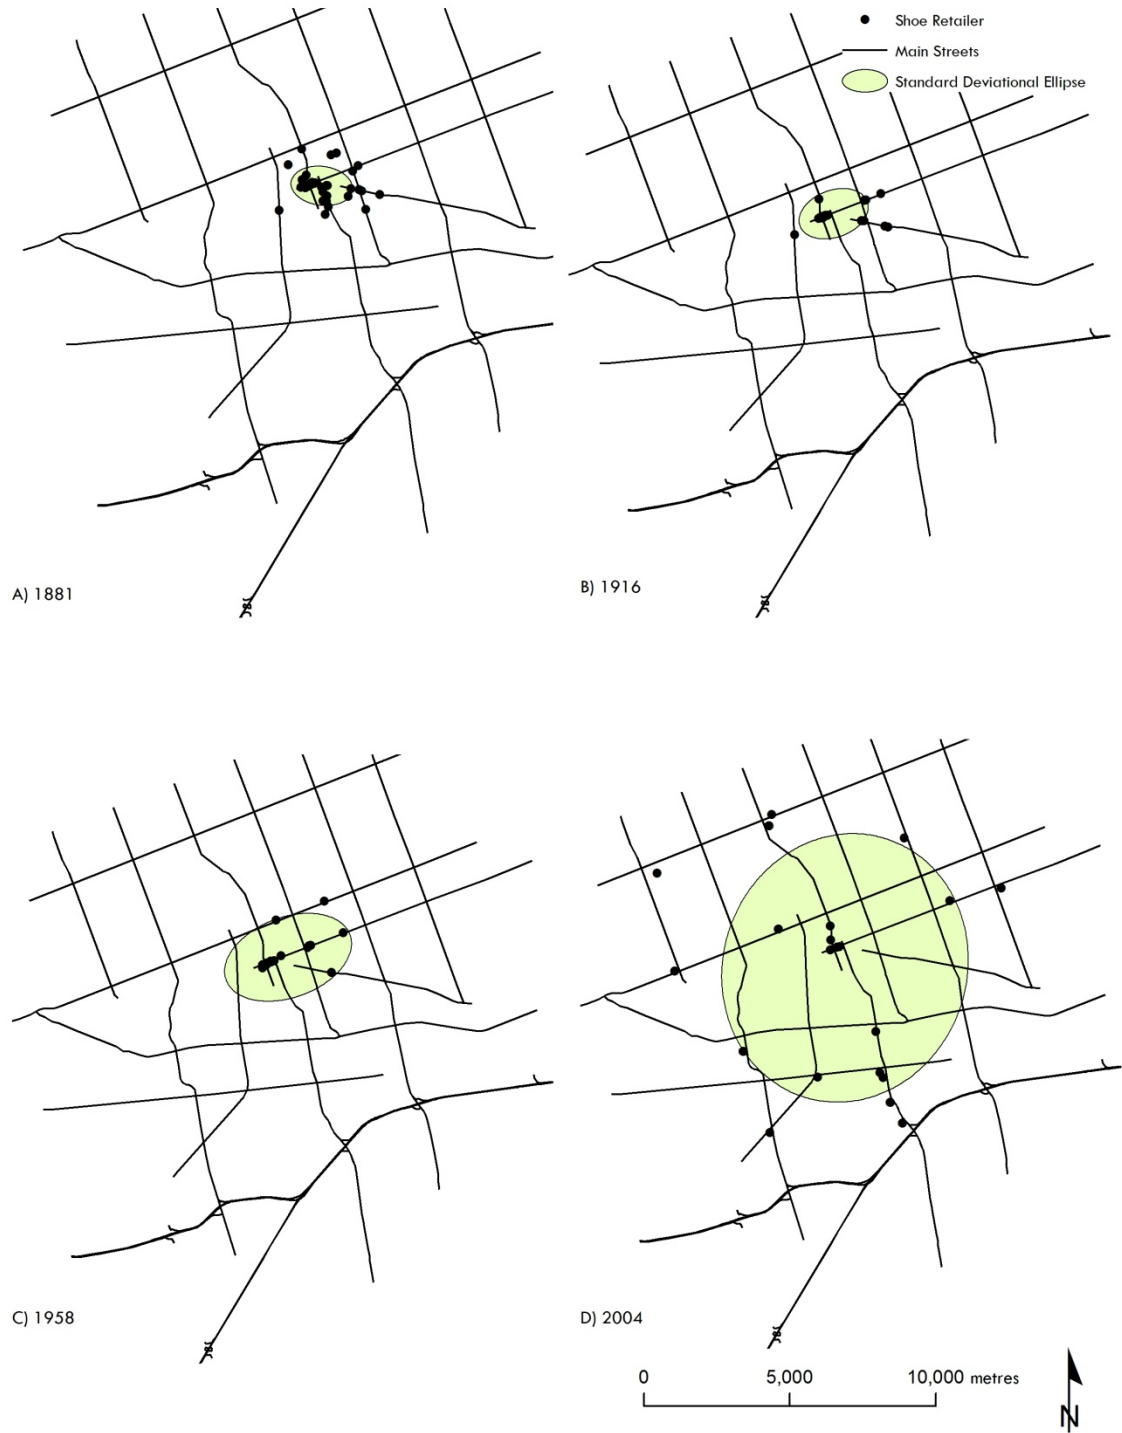 Shoe Retailer
Main Streets
Standard Deviational Ellipse
A) 1881
B) 1916
C) 1958
D) 2004
0 5,000 10,000 metres
N